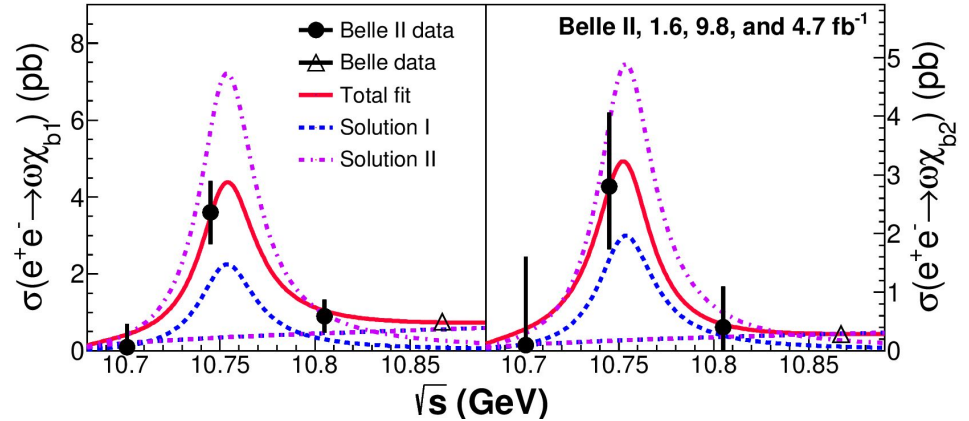 σ(e⁺e⁻→ωχ_b1) (pb)
8
6
4
2
0
Belle II data
Belle data
Total fit
Solution I
Solution II
10.7 10.75 10.8 10.85
Belle II, 1.6, 9.8, and 4.7 fb⁻¹
5
4
3
2
1
0
σ(e⁺e⁻→ωχ_b2) (pb)
10.7 10.75 10.8 10.85
√s (GeV)